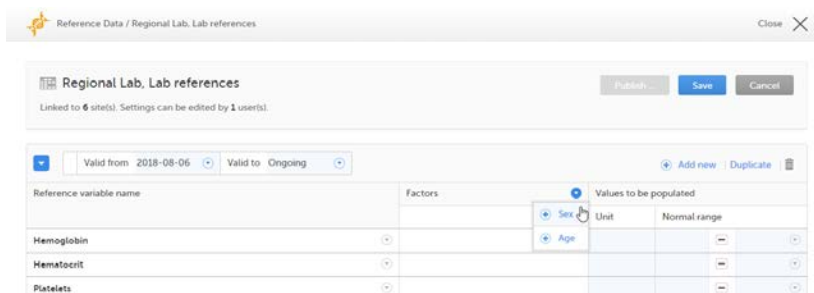 Reference Data / Regional Lab, Lab references
Close
Regional Lab, Lab references
Publish ...
Save
Cancel
Linked to 6 site(s). Settings can be edited by 1 user(s).
Valid from 2018-08-06 Valid to Ongoing
Add new Duplicate
Reference variable name Factors Values to be populated
Sex Unit Normal range
Age
Hemoglobin
Hematocrit
Platelets